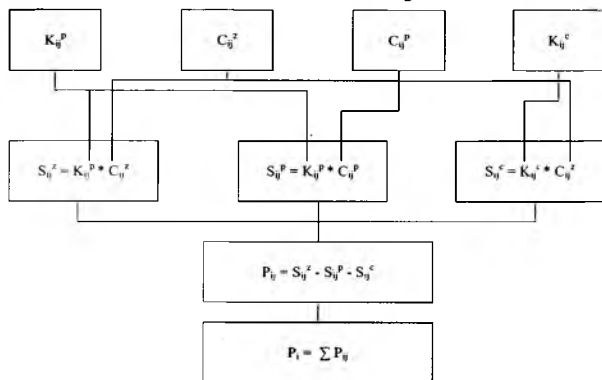 K_ij^p C_ij^z C_ij^p K_ij^c
S_ij^z = K_ij^p * C_ij^z S_ij^p = K_ij^p * C_ij^p S_ij^c = K_ij^c * C_ij^z
P_ij = S_ij^z - S_ij^p - S_ij^c
P_i = ∑ P_ij